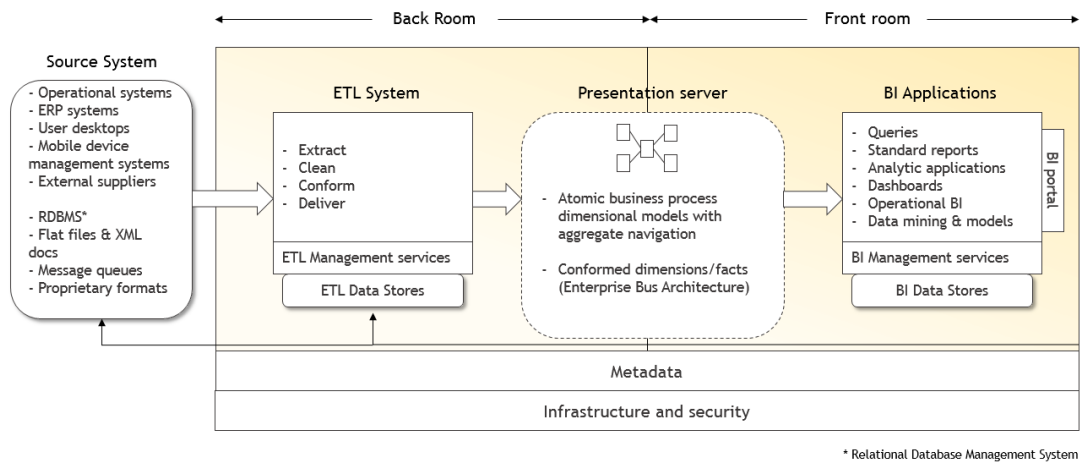 Back Room
Front room
Source System
- Operational systems
- ERP systems
- User desktops
- Mobile device
management systems
- External suppliers
- RDBMS*
- Flat files & XML
docs
- Message queues
- Proprietary formats
ETL System
- Extract
- Clean
- Conform
- Deliver
ETL Management services
ETL Data Stores
Presentation server
- Atomic business process
dimensional models with
aggregate navigation
- Conformed dimensions/facts
(Enterprise Bus Architecture)
BI Applications
- Queries
- Standard reports
- Analytic applications
- Dashboards
- Operational BI
- Data mining & models
BI Management services
BI Data Stores
BI portal
Metadata
Infrastructure and security
* Relational Database Management System